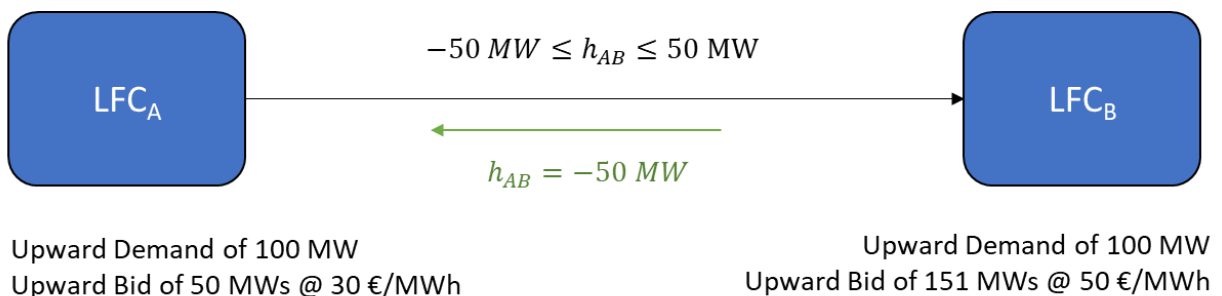 −50 MW ≤ h_AB ≤ 50 MW
LFC_A
LFC_B
h_AB = −50 MW
Upward Demand of 100 MW
Upward Bid of 50 MWs @ 30 €/MWh
Upward Demand of 100 MW
Upward Bid of 151 MWs @ 50 €/MWh